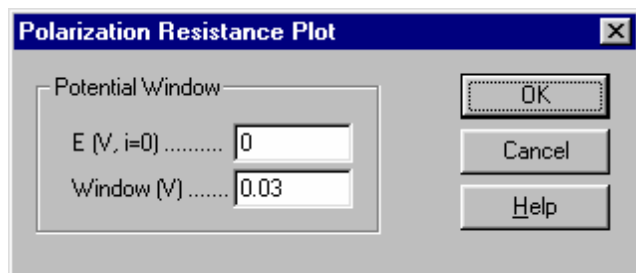 Polarization Resistance Plot
Potential Window
E (V, i=0) .......... 0
Window (V) ....... 0.03
OK
Cancel
Help